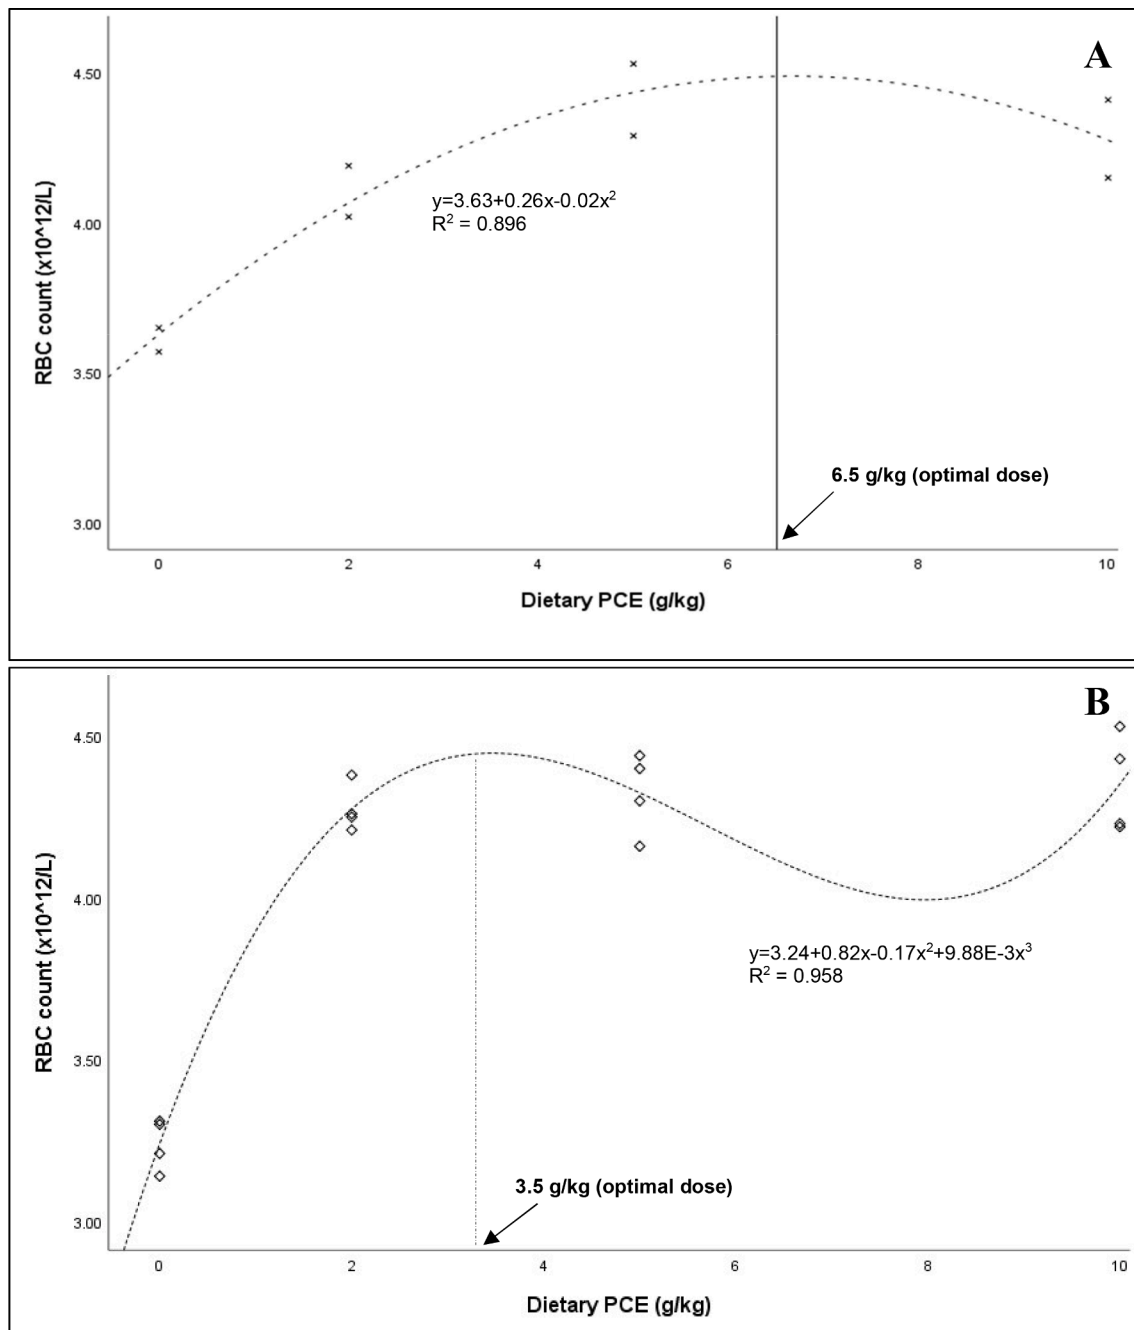 A
4.50
4.00
3.50
3.00
RBC count (x10^12/L)
y=3.63+0.26x-0.02x²
R² = 0.896
6.5 g/kg (optimal dose)
0 2 4 6 8 10
Dietary PCE (g/kg)
B
4.50
4.00
3.50
3.00
RBC count (x10^12/L)
y=3.24+0.82x-0.17x²+9.88E-3x³
R² = 0.958
3.5 g/kg (optimal dose)
0 2 4 6 8 10
Dietary PCE (g/kg)